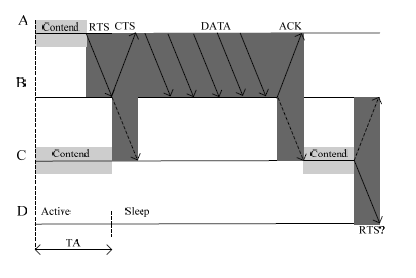 A Contend RTS CTS DATA ACK
B
C Contend Contend
D Active Sleep
RTS?
TA